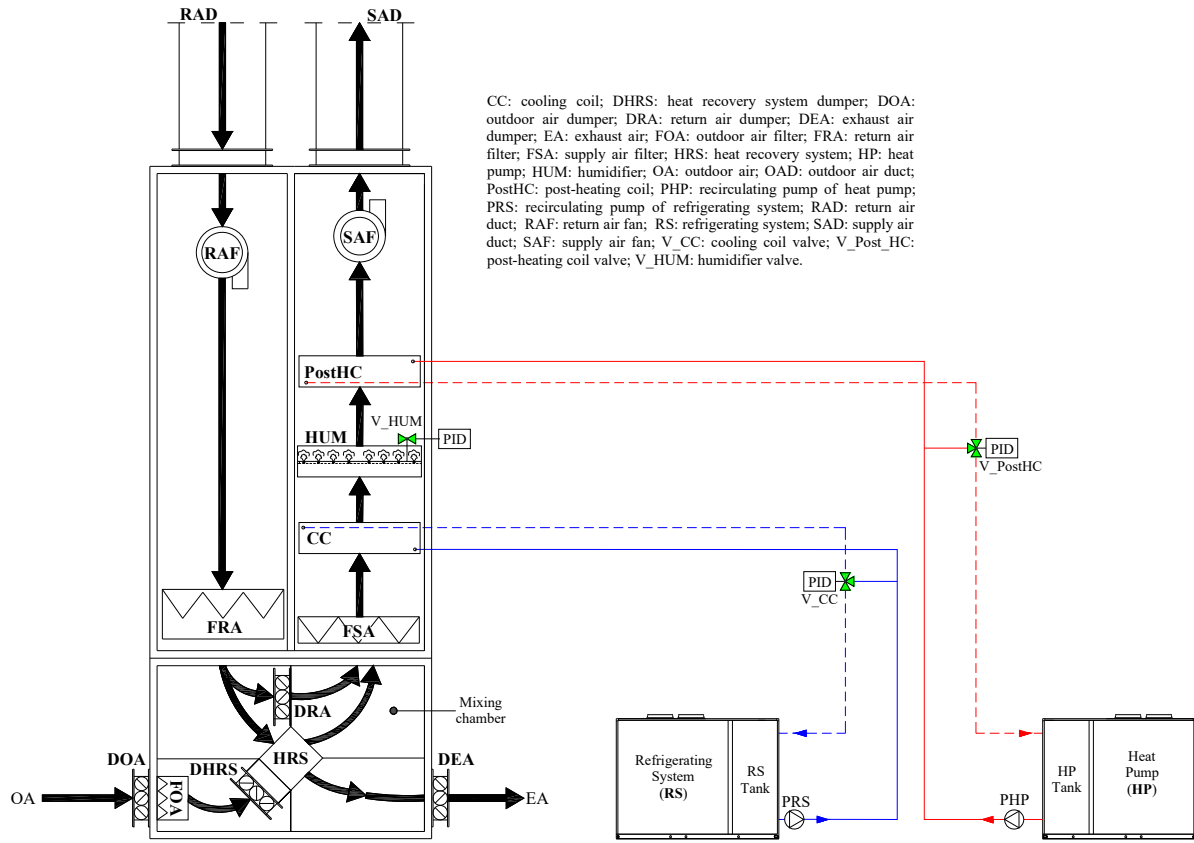 RAD
SAD
CC: cooling coil; DHRS: heat recovery system dumper; DOA:
outdoor air dumper; DRA: return air dumper; DEA: exhaust air
dumper; EA: exhaust air; FOA: outdoor air filter; FRA: return air
filter; FSA: supply air filter; HRS: heat recovery system; HP: heat
pump; HUM: humidifier; OA: outdoor air; OAD: outdoor air duct;
PostHC: post-heating coil; PHP: recirculating pump of heat pump;
PRS: recirculating pump of refrigerating system; RAD: return air
duct; RAF: return air fan; RS: refrigerating system; SAD: supply air
duct; SAF: supply air fan; V_CC: cooling coil valve; V_Post_HC:
post-heating coil valve; V_HUM: humidifier valve.
RAF
SAF
PostHC
V_HUM
HUM
PID
PID
V_PostHC
CC
PID
V_CC
FRA
FSA
DRA
Mixing
chamber
HRS
DHRS
DOA
FOA
OA
DEA
EA
Refrigerating
System
(RS)
RS
Tank
PRS
PHP
HP
Tank
Heat
Pump
(HP)